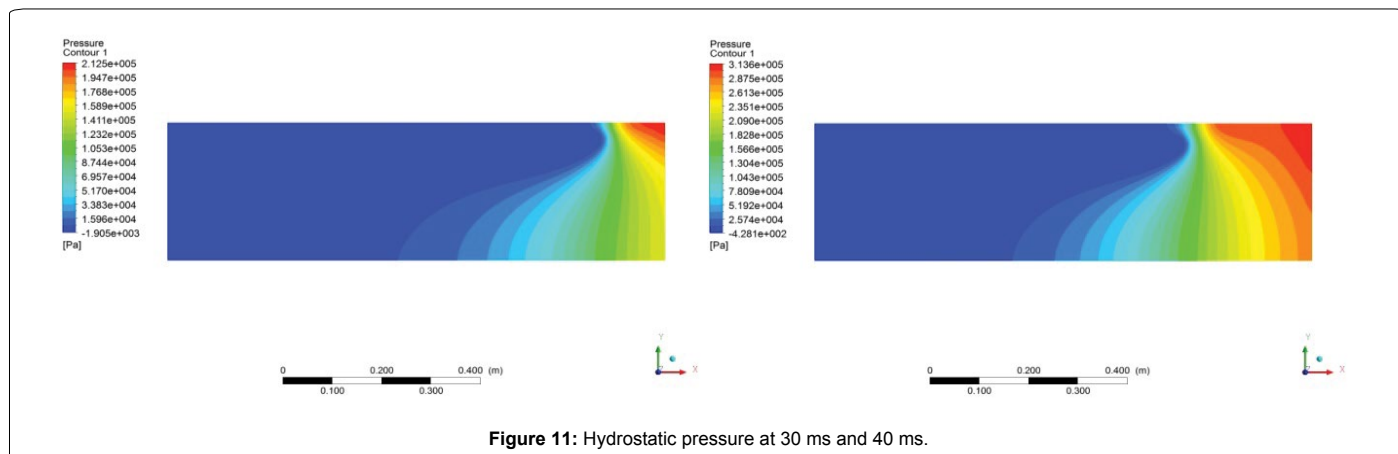 Pressure
Contour 1
2.125e+005
1.947e+005
1.768e+005
1.589e+005
1.411e+005
1.232e+005
1.053e+005
8.744e+004
6.957e+004
5.170e+004
3.383e+004
1.596e+004
-1.905e+003
[Pa]
0 0.200 0.400 (m)
0.100 0.300
Y
Z X
Pressure
Contour 1
3.136e+005
2.875e+005
2.613e+005
2.351e+005
2.090e+005
1.828e+005
1.566e+005
1.304e+005
1.043e+005
7.809e+004
5.192e+004
2.574e+004
-4.281e+002
[Pa]
0 0.200 0.400 (m)
0.100 0.300
Y
Z X
Figure 11: Hydrostatic pressure at 30 ms and 40 ms.